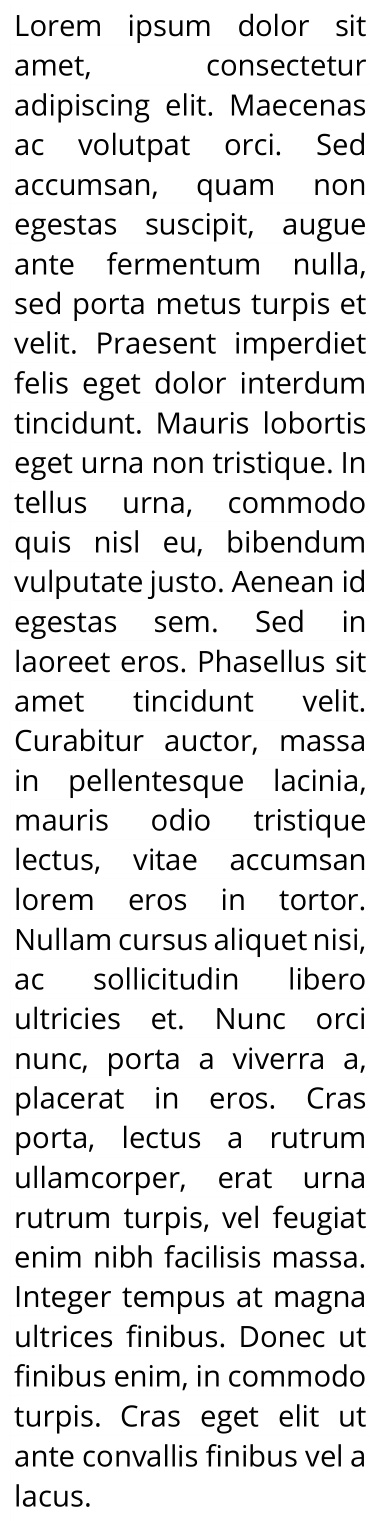 Lorem ipsum dolor sit
amet, consectetur
adipiscing elit. Maecenas
ac volutpat orci. Sed
accumsan, quam non
egestas suscipit, augue
ante fermentum nulla,
sed porta metus turpis et
velit. Praesent imperdiet
felis eget dolor interdum
tincidunt. Mauris lobortis
eget urna non tristique. In
tellus urna, commodo
quis nisl eu, bibendum
vulputate justo. Aenean id
egestas sem. Sed in
laoreet eros. Phasellus sit
amet tincidunt velit.
Curabitur auctor, massa
in pellentesque lacinia,
mauris odio tristique
lectus, vitae accumsan
lorem eros in tortor.
Nullam cursus aliquet nisi,
ac sollicitudin libero
ultricies et. Nunc orci
nunc, porta a viverra a,
placerat in eros. Cras
porta, lectus a rutrum
ullamcorper, erat urna
rutrum turpis, vel feugiat
enim nibh facilisis massa.
Integer tempus at magna
ultrices finibus. Donec ut
finibus enim, in commodo
turpis. Cras eget elit ut
ante convallis finibus vel a
lacus.